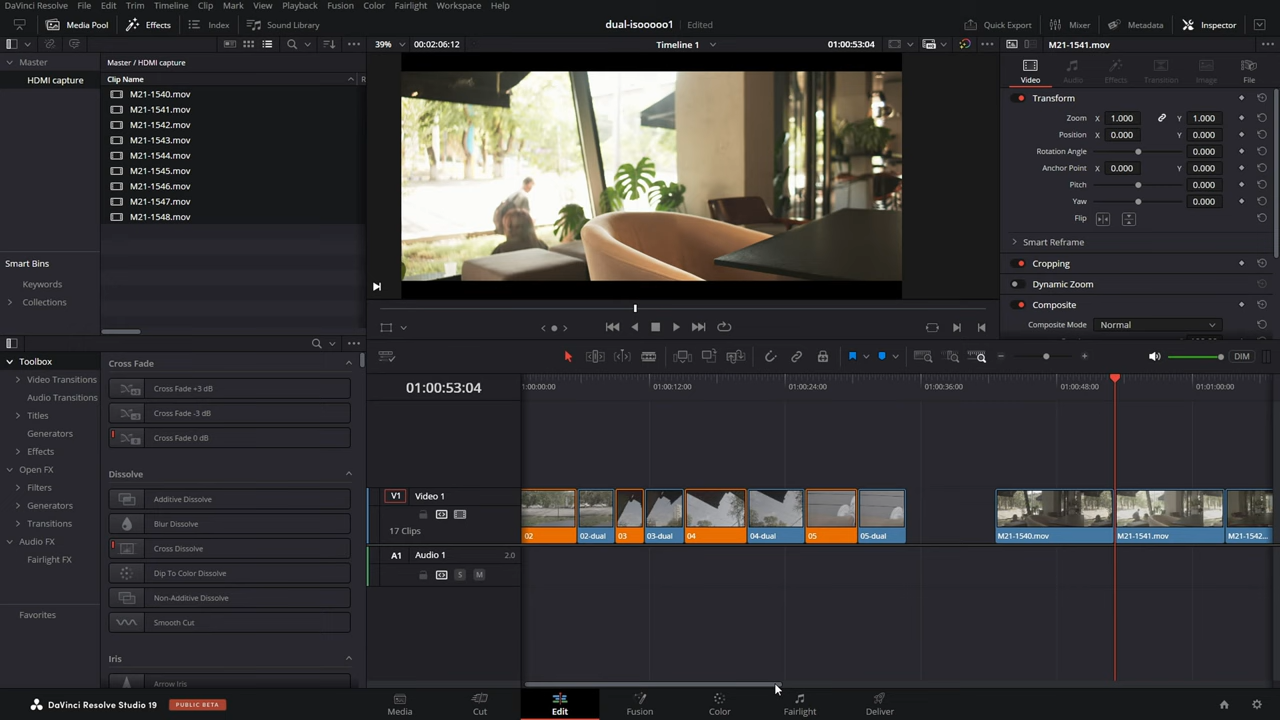 DaVinci Resolve File Edit Trim Timeline Clip Mark View Playback Fusion Color Fairlight Workspace Help
Media Pool Effects Index Sound Library dual-isooooo1 Edited Quick Export Mixer Metadata Inspector
39% 00:02:06:12 Timeline 1 01:00:53:04 M21-1541.mov
Master Master / HDMI capture
HDMI capture Clip Name
M21-1540.mov
M21-1541.mov
M21-1542.mov
M21-1543.mov
M21-1544.mov
M21-1545.mov
M21-1546.mov
M21-1547.mov
M21-1548.mov
Smart Bins
Keywords
Collections
Video Audio Effects Transition Image File
Transform
Zoom X 1.000 Y 1.000
Position X 0.000 Y 0.000
Rotation Angle 0.000
Anchor Point X 0.000 Y 0.000
Pitch 0.000
Yaw 0.000
Flip
Smart Reframe
Cropping
Dynamic Zoom
Composite
Composite Mode Normal
Toolbox
Video Transitions
Audio Transitions
Titles
Generators
Effects
Open FX
Filters
Generators
Transitions
Audio FX
Fairlight FX
Favorites
Cross Fade
Cross Fade +3 dB
Cross Fade -3 dB
Cross Fade 0 dB
Dissolve
Additive Dissolve
Blur Dissolve
Cross Dissolve
Dip To Color Dissolve
Non-Additive Dissolve
Smooth Cut
Iris
Arrow Iris
DIM
01:00:53:04 01:00:12:00 01:00:24:00 01:00:36:00 01:00:48:00 01:01:00:00
V1 Video 1
17 Clips
02 02-dual 03 03-dual 04 04-dual 05 05-dual M21-1540.mov M21-1541.mov M21-1542...
A1 Audio 1 2.0
S M
DaVinci Resolve Studio 19 PUBLIC BETA
Media Cut Edit Fusion Color Fairlight Deliver